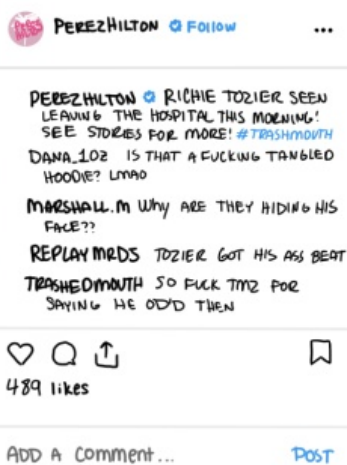 PEREZHILTON FOLLOW ...
PEREZHILTON RICHIE TOZIER SEEN
LEAVING THE HOSPITAL THIS MORNING!
SEE STORIES FOR MORE! #TRASHMOUTH
DANA_102 IS THAT A FUCKING TANGLED
HOODIE? LMAO
MARSHALL.M Why ARE THEY HIDING HIS
FACE??
REPLAYMRDS TOZIER GOT HIS ASS BEAT
TRASHEDMOUTH SO FUCK TMZ FOR
SAYING HE OD'D THEN
489 likes
ADD A Comment... POST